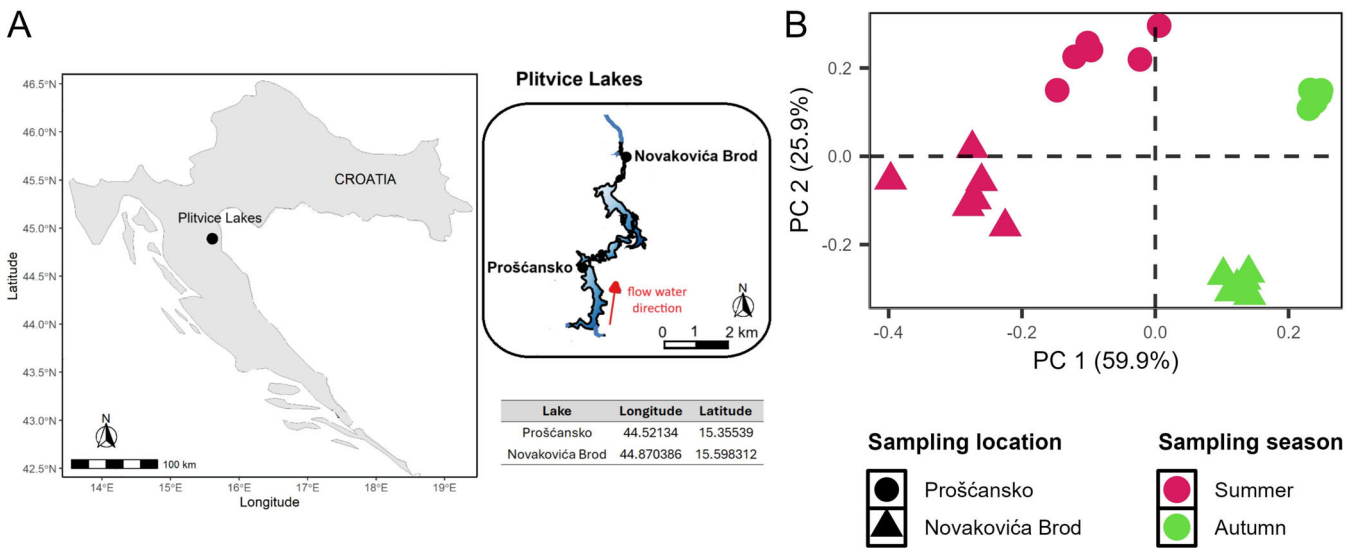 A
46.5°N
46.0°N
45.5°N
45.0°N
44.5°N
44.0°N
43.5°N
43.0°N
42.5°N
Latitude
CROATIA
Plitvice Lakes
N
100 km
14°E 15°E 16°E 17°E 18°E 19°E
Longitude
Plitvice Lakes
Novakovića Brod
Prošćansko
flow water
direction
N
0 1 2 km
Lake Longitude Latitude
Prošćansko 44.52134 15.35539
Novakovića Brod 44.870386 15.598312
B
PC 2 (25.9%)
0.2
0.0
-0.2
-0.4 -0.2 0.0 0.2
PC 1 (59.9%)
Sampling location
Prošćansko
Novakovića Brod
Sampling season
Summer
Autumn